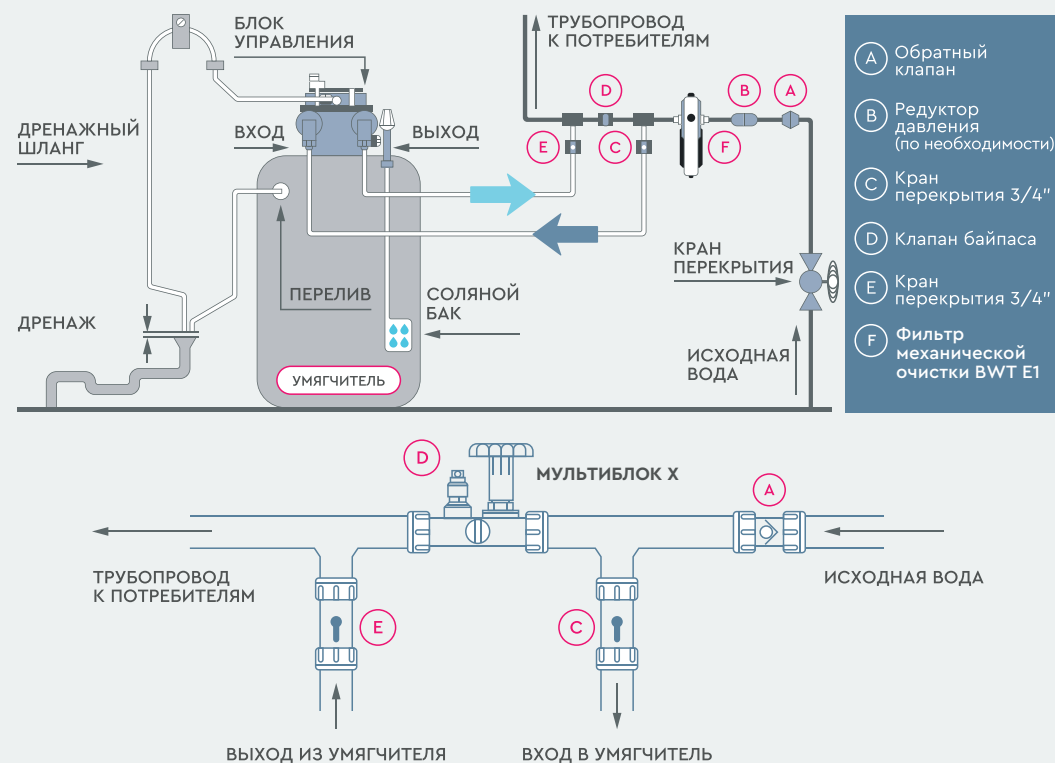 БЛОК
УПРАВЛЕНИЯ
ТРУБОПРОВОД
К ПОТРЕБИТЕЛЯМ
D
B
A
ДРЕНАЖНЫЙ
ШЛАНГ
ВХОД
ВЫХОД
E
C
F
КРАН
ПЕРЕКРЫТИЯ
ПЕРЕЛИВ
СОЛЯНОЙ
БАК
ДРЕНАЖ
ИСХОДНАЯ
ВОДА
УМЯГЧИТЕЛЬ
A
Обратный
клапан
B
Редуктор
давления
(по необходимости)
C
Кран
перекрытия 3/4"
D
Клапан байпаса
E
Кран
перекрытия 3/4"
F
Фильтр
механической
очистки BWT E1
D
МУЛЬТИБЛОК X
A
ТРУБОПРОВОД
К ПОТРЕБИТЕЛЯМ
ИСХОДНАЯ ВОДА
E
C
ВЫХОД ИЗ УМЯГЧИТЕЛЯ
ВХОД В УМЯГЧИТЕЛЬ